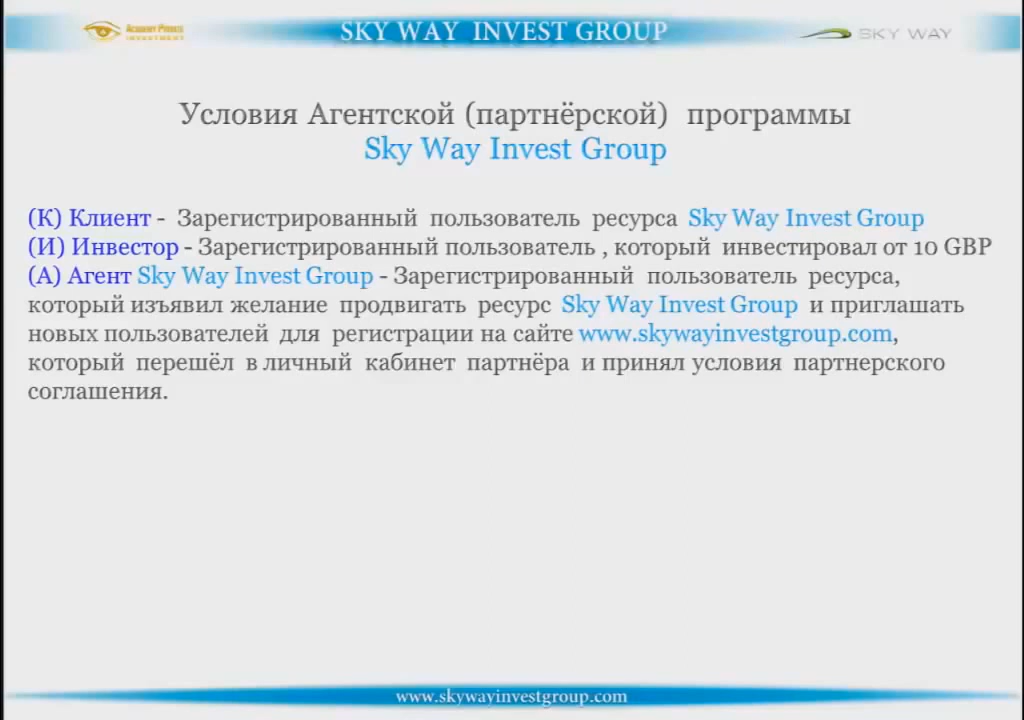 ACADEMY PRIVATE
INVESTMENT
SKY WAY INVEST GROUP
SKY WAY
Условия Агентской (партнёрской) программы
Sky Way Invest Group
(К) Клиент - Зарегистрированный пользователь ресурса Sky Way Invest Group
(И) Инвестор - Зарегистрированный пользователь , который инвестировал от 10 GBP
(А) Агент Sky Way Invest Group - Зарегистрированный пользователь ресурса,
который изъявил желание продвигать ресурс Sky Way Invest Group и приглашать
новых пользователей для регистрации на сайте www.skywayinvestgroup.com,
который перешёл в личный кабинет партнёра и принял условия партнерского
соглашения.
www.skywayinvestgroup.com